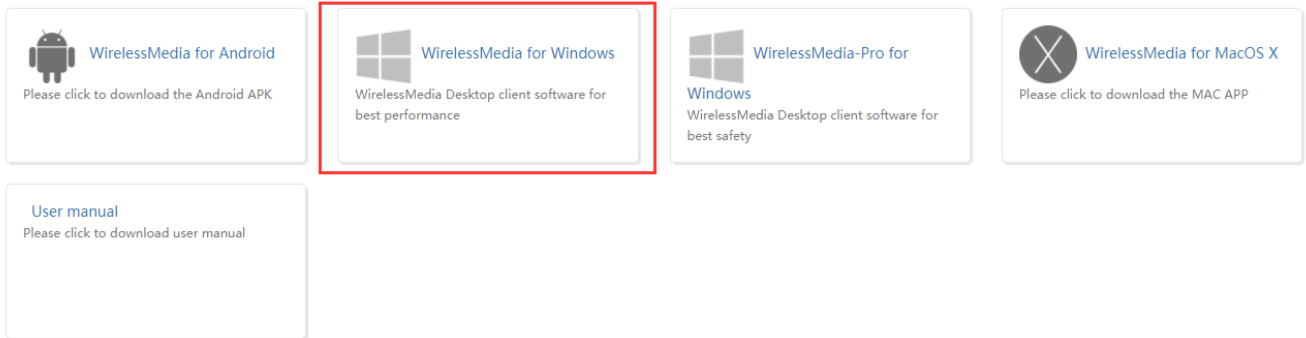 WirelessMedia for Android
Please click to download the Android APK
WirelessMedia for Windows
WirelessMedia Desktop client software for
best performance
WirelessMedia-Pro for
Windows
WirelessMedia Desktop client software for
best safety
WirelessMedia for MacOS X
Please click to download the MAC APP
User manual
Please click to download user manual